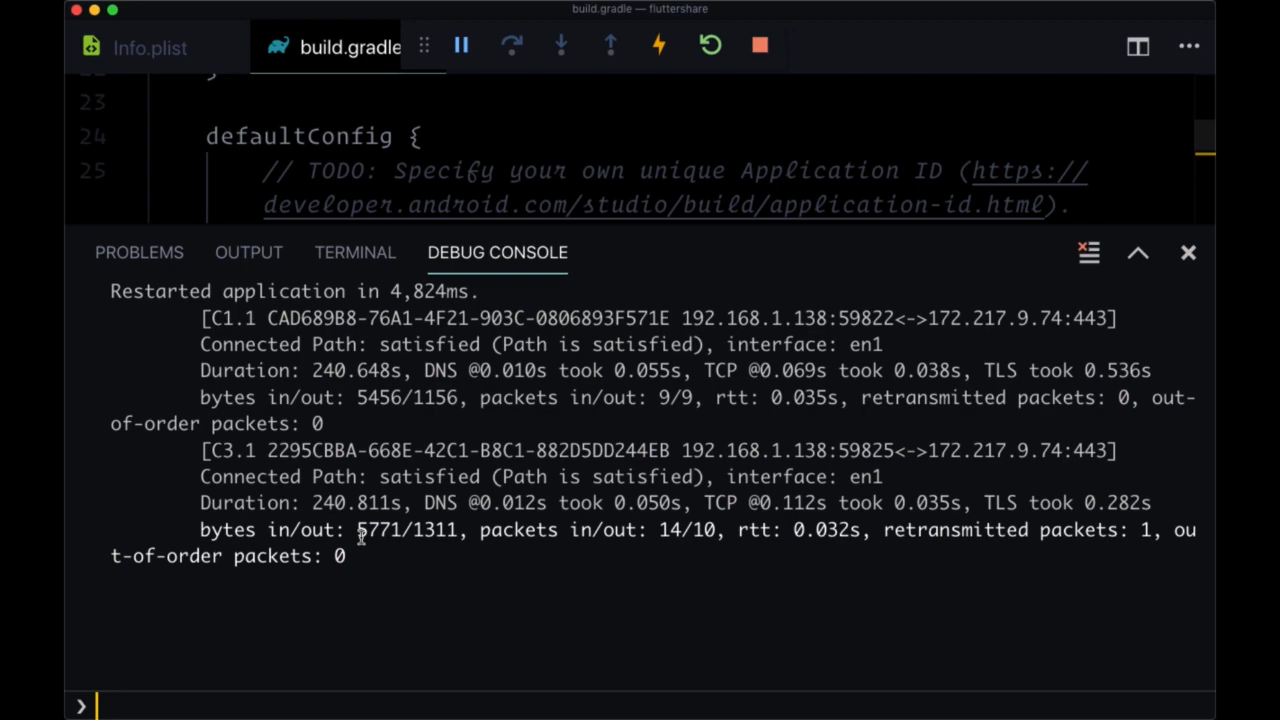 build.gradle — fluttershare
Info.plist
build.gradle
23
24 defaultConfig {
25 // TODO: Specify your own unique Application ID (https://
developer.android.com/studio/build/application-id.html).
PROBLEMS OUTPUT TERMINAL DEBUG CONSOLE
Restarted application in 4,824ms.
[C1.1 CAD689B8-76A1-4F21-903C-0806893F571E 192.168.1.138:59822<->172.217.9.74:443]
Connected Path: satisfied (Path is satisfied), interface: en1
Duration: 240.648s, DNS @0.010s took 0.055s, TCP @0.069s took 0.038s, TLS took 0.536s
bytes in/out: 5456/1156, packets in/out: 9/9, rtt: 0.035s, retransmitted packets: 0, out-
of-order packets: 0
[C3.1 2295CBBA-668E-42C1-B8C1-882D5DD244EB 192.168.1.138:59825<->172.217.9.74:443]
Connected Path: satisfied (Path is satisfied), interface: en1
Duration: 240.811s, DNS @0.012s took 0.050s, TCP @0.112s took 0.035s, TLS took 0.282s
bytes in/out: 5771/1311, packets in/out: 14/10, rtt: 0.032s, retransmitted packets: 1, ou
t-of-order packets: 0